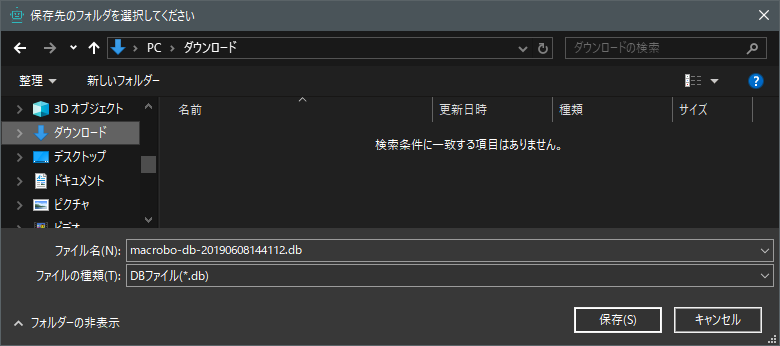 保存先のフォルダを選択してください
PC ダウンロード
ダウンロードの検索
整理 新しいフォルダー
名前 更新日時 種類 サイズ
3D オブジェクト
ダウンロード
デスクトップ
ドキュメント
ピクチャ
ビデオ
検索条件に一致する項目はありません。
ファイル名(N): macrobo-db-20190608144112.db
ファイルの種類(T): DBファイル(*.db)
フォルダーの非表示
保存(S) キャンセル